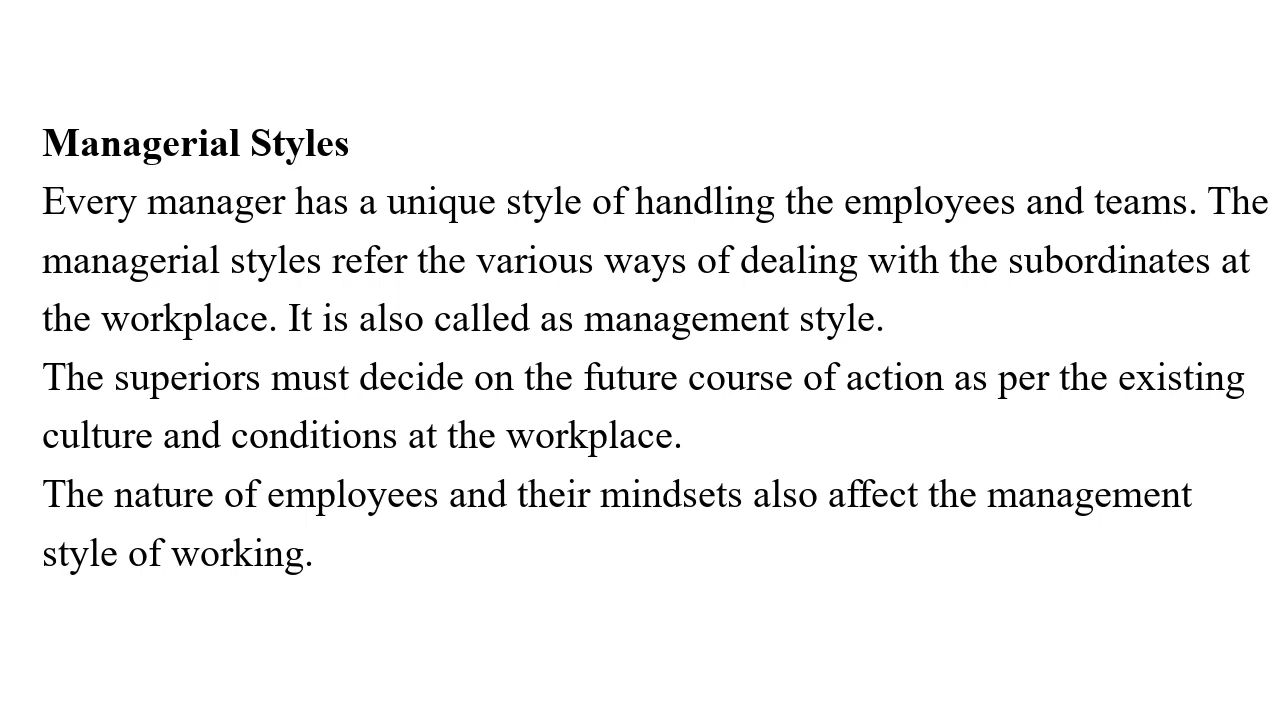 Managerial Styles
Every manager has a unique style of handling the employees and teams. The
managerial styles refer the various ways of dealing with the subordinates at
the workplace. It is also called as management style.
The superiors must decide on the future course of action as per the existing
culture and conditions at the workplace.
The nature of employees and their mindsets also affect the management
style of working.